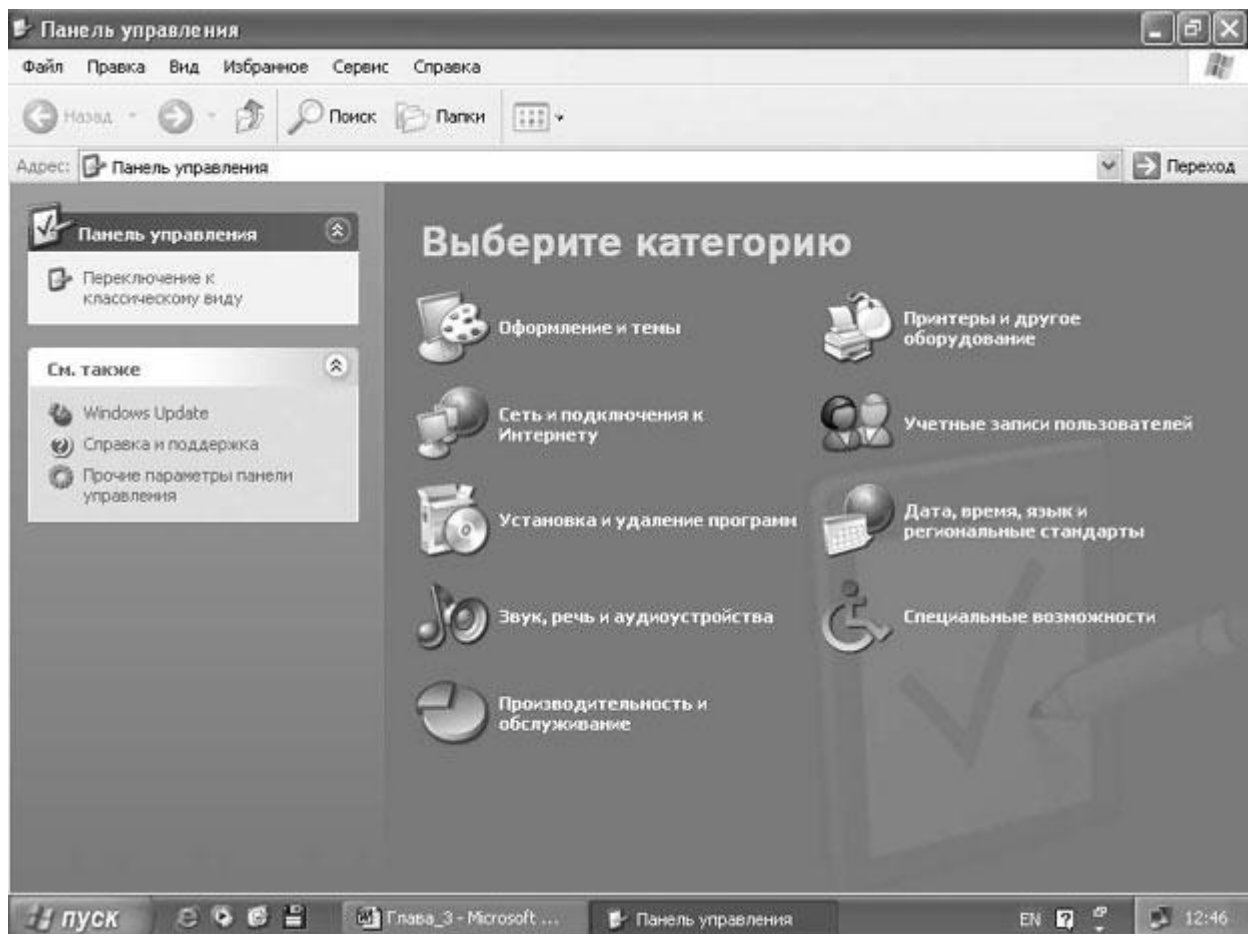 Панель управления
Файл Правка Вид Избранное Сервис Справка
Назад Поиск Папки
Адрес: Панель управления Переход
Панель управления
Переключение к
классическому виду
См. также
Windows Update
Справка и поддержка
Прочие параметры панели
управления
Выберите категорию
Оформление и темы
Принтеры и другое
оборудование
Сеть и подключения к
Интернету
Учетные записи пользователей
Установка и удаление программ
Дата, время, язык и
региональные стандарты
Звук, речь и аудиоустройства
Специальные возможности
Производительность и
обслуживание
пуск Глава_3 - Microsoft ... Панель управления EN 12:46